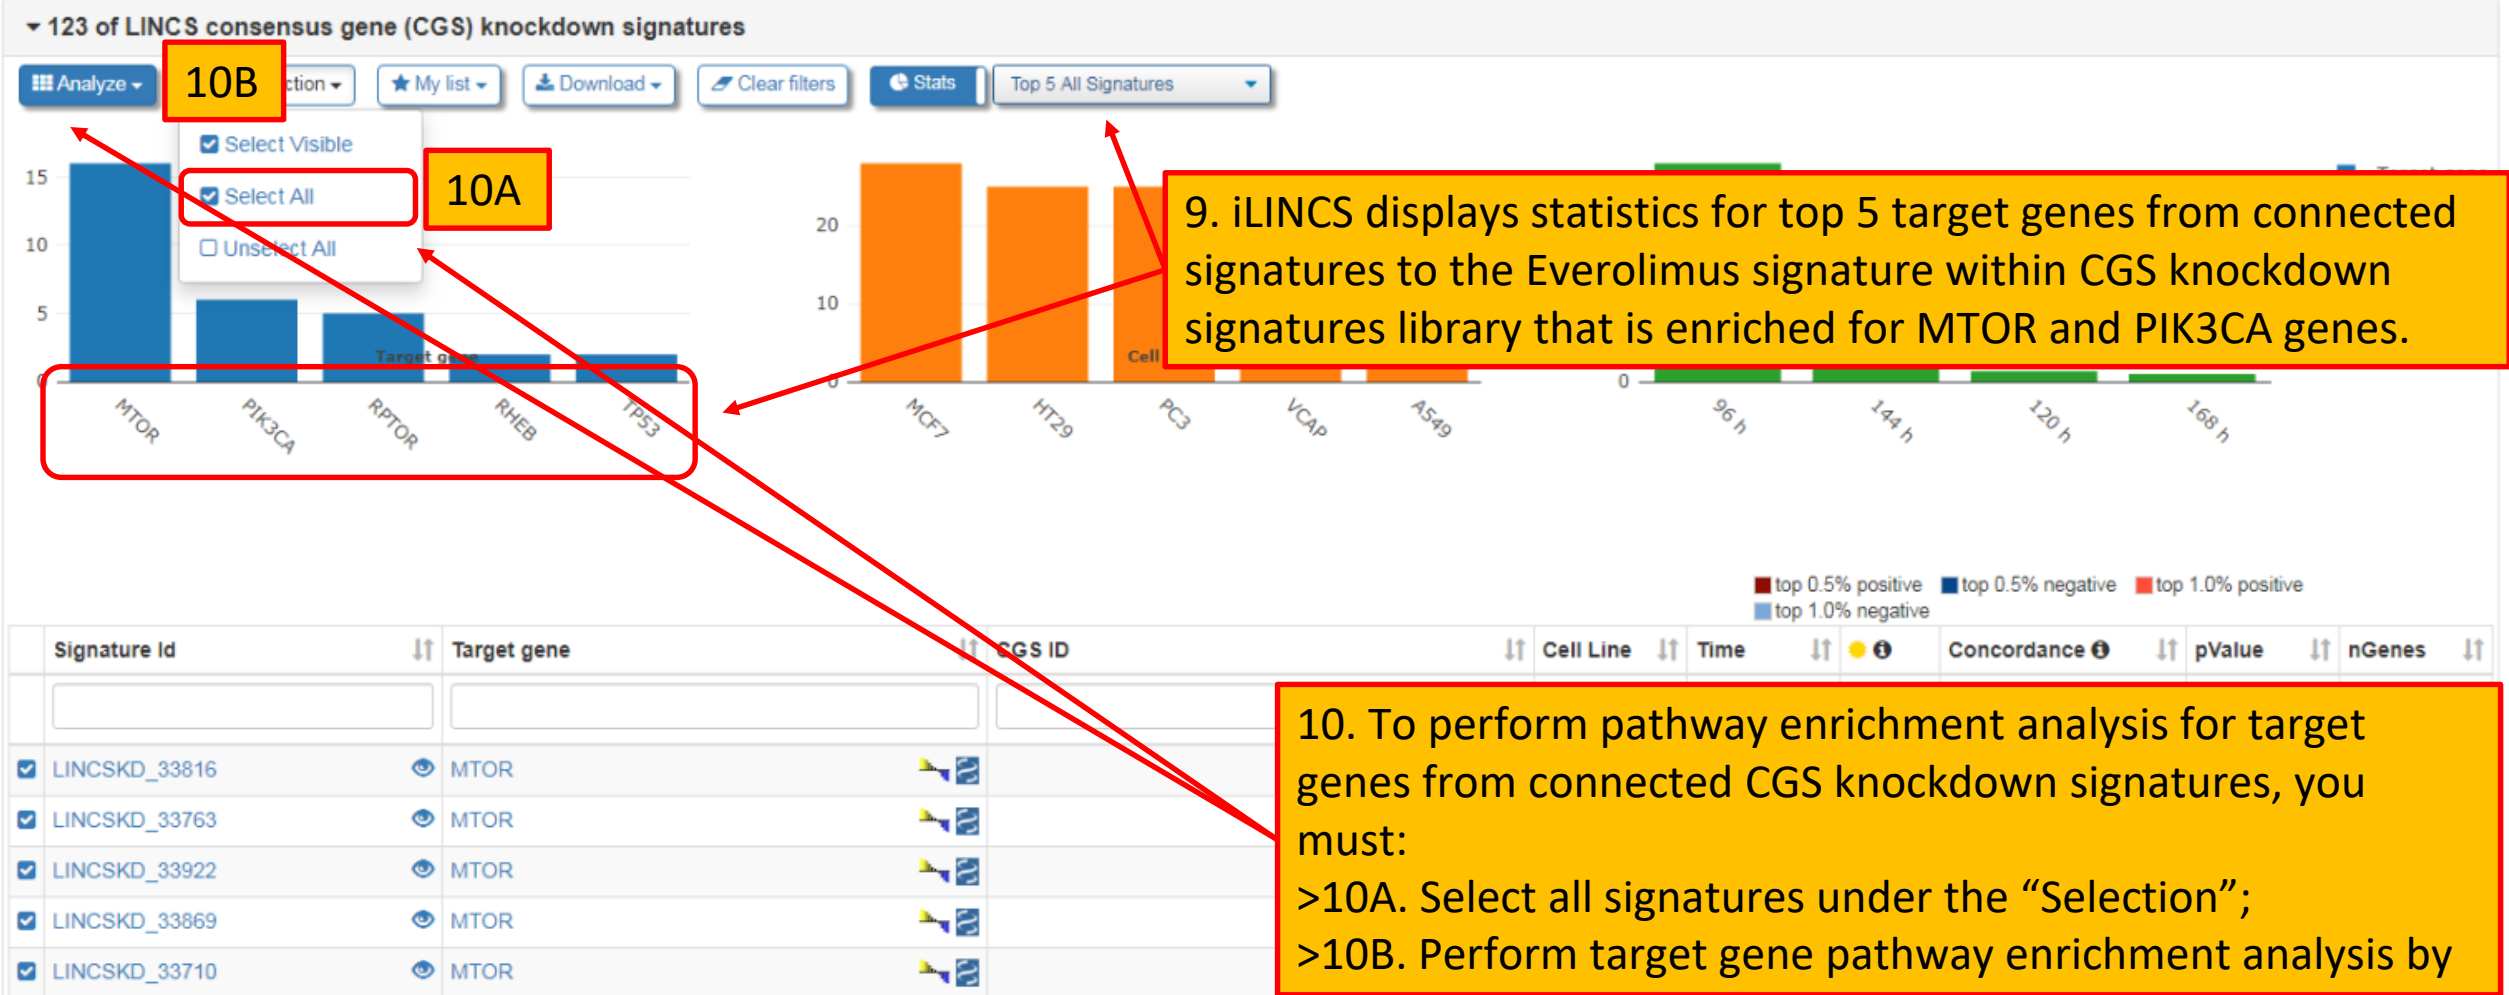 123 of LINCS consensus gene (CGS) knockdown signatures
Analyze
10B
ction
My list
Download
Clear filters
Stats
Top 5 All Signatures
Select Visible
Select All
Unselect All
10A
15
10
5
0
Target gene
MTOR
PIK3CA
RPTOR
RHEB
TP53
20
10
0
Cell
MCF7
HT29
PC3
VCAP
A549
0
96 h
144 h
120 h
168 h
9. iLINCS displays statistics for top 5 target genes from connected
signatures to the Everolimus signature within CGS knockdown
signatures library that is enriched for MTOR and PIK3CA genes.
top 0.5% positive top 0.5% negative top 1.0% positive
top 1.0% negative
Signature Id Target gene CGS ID Cell Line Time Concordance pValue nGenes
LINCSKD_33816 MTOR
LINCSKD_33763 MTOR
LINCSKD_33922 MTOR
LINCSKD_33869 MTOR
LINCSKD_33710 MTOR
10. To perform pathway enrichment analysis for target
genes from connected CGS knockdown signatures, you
must:
>10A. Select all signatures under the “Selection”;
>10B. Perform target gene pathway enrichment analysis by